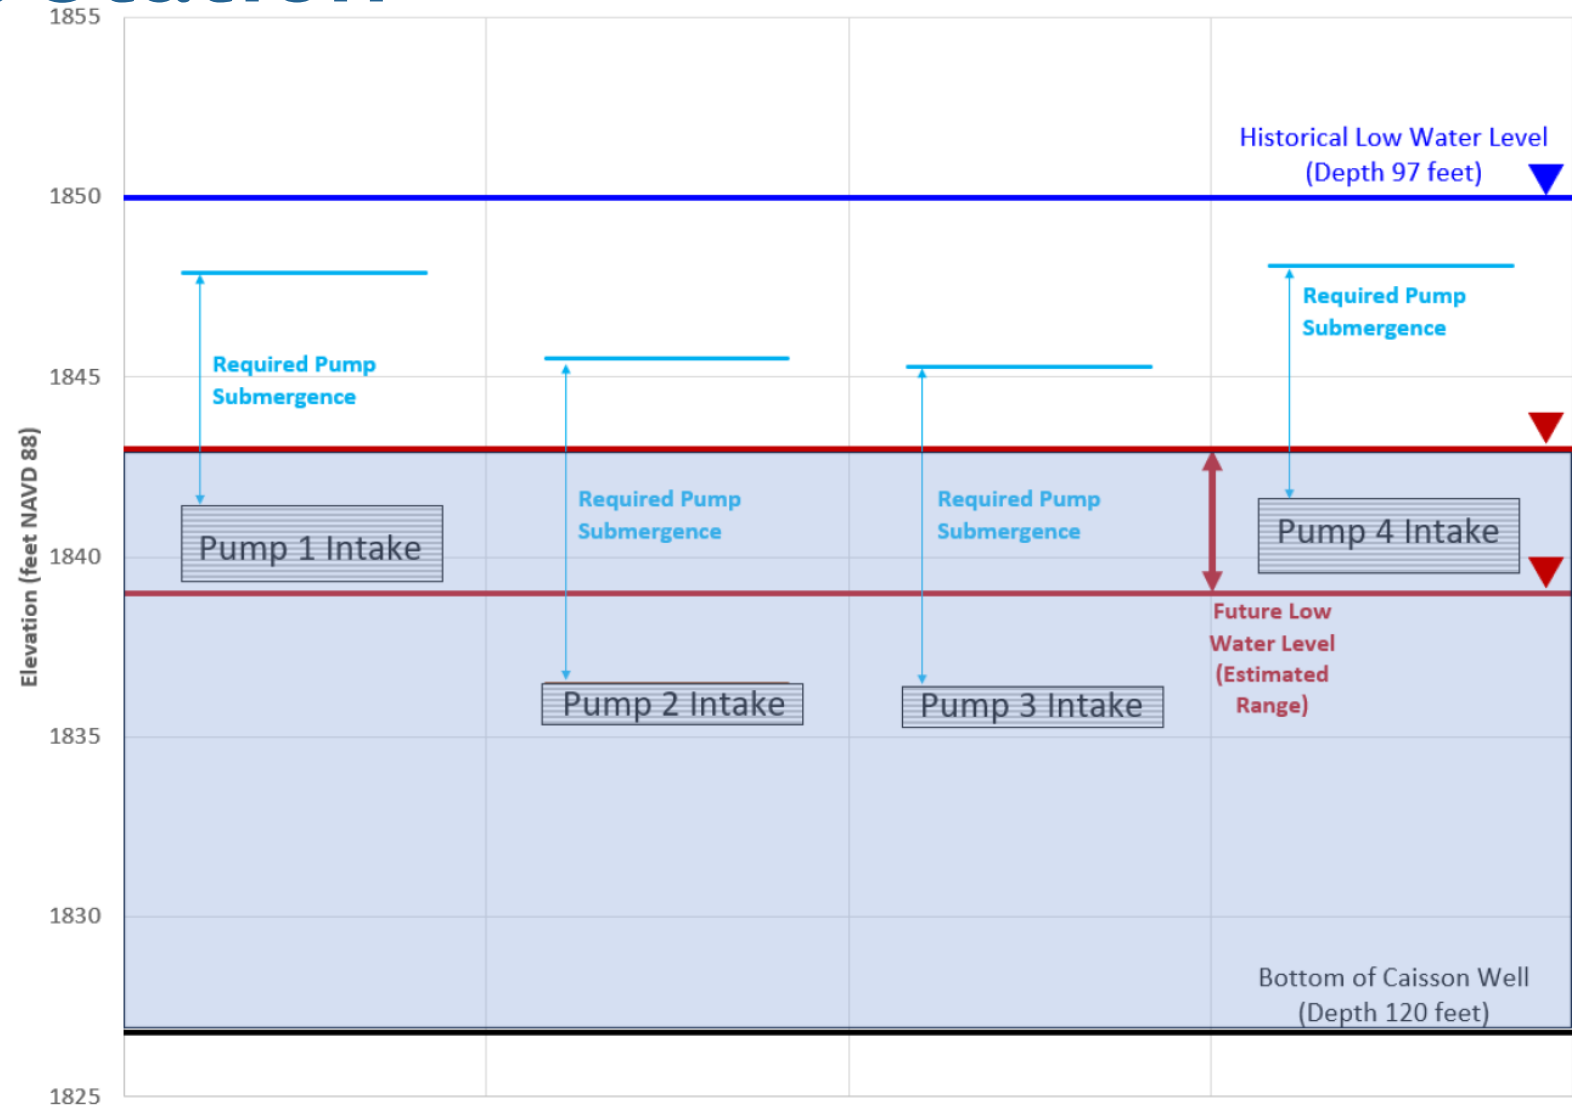 1855
Historical Low Water Level
(Depth 97 feet)
1850
Required Pump
Submergence
Required Pump
Submergence
1845
Required Pump
Submergence
Required Pump
Submergence
Pump 1 Intake
Pump 4 Intake
1840
Elevation (feet NAVD 88)
Future Low
Water Level
(Estimated
Range)
Pump 2 Intake
Pump 3 Intake
1835
1830
Bottom of Caisson Well
(Depth 120 feet)
1825